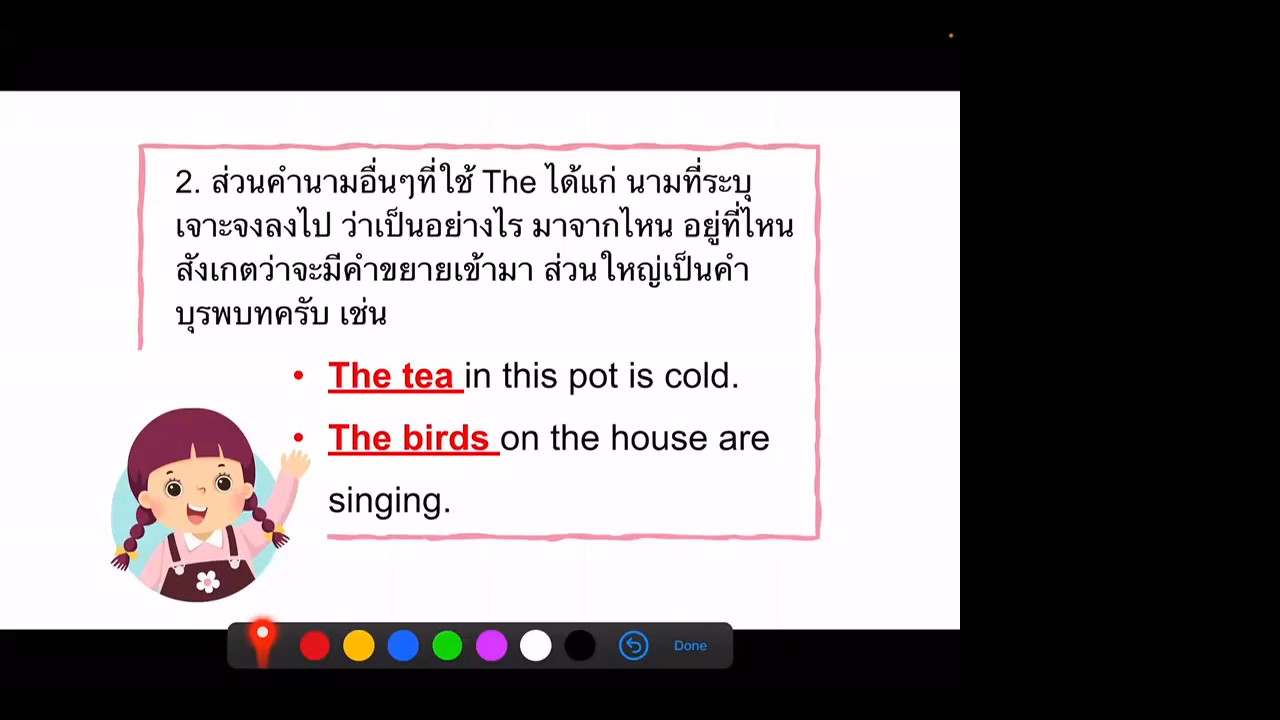 2. ส่วนคำนามอื่นๆที่ใช้ The ได้แก่ นามที่ระบุ
เจาะจงลงไป ว่าเป็นอย่างไร มาจากไหน อยู่ที่ไหน
สังเกตว่าจะมีคำขยายเข้ามา ส่วนใหญ่เป็นคำ
บุรพบทครับ เช่น
• The tea in this pot is cold.
• The birds on the house are
singing.
Done